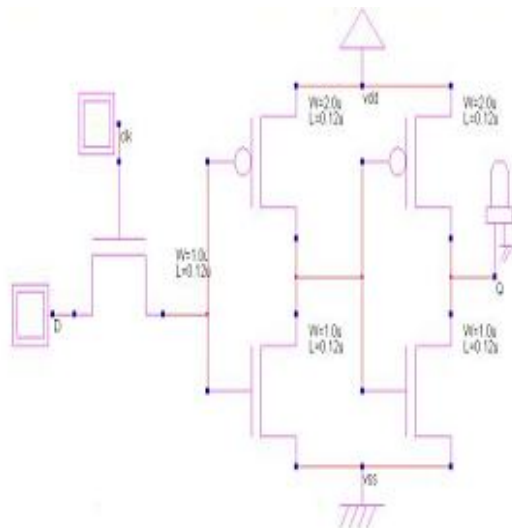 W=2.0u
L=0.12u
vdd
W=2.0u
L=0.12u
clk
W=1.0u
L=0.12u
D
Q
W=1.0u
L=0.12u
W=1.0u
L=0.12u
vss